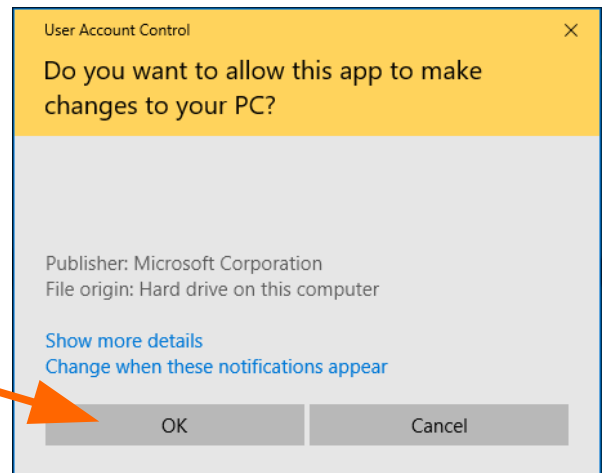 User Account Control
Do you want to allow this app to make
changes to your PC?
Publisher: Microsoft Corporation
File origin: Hard drive on this computer
Show more details
Change when these notifications appear
OK Cancel